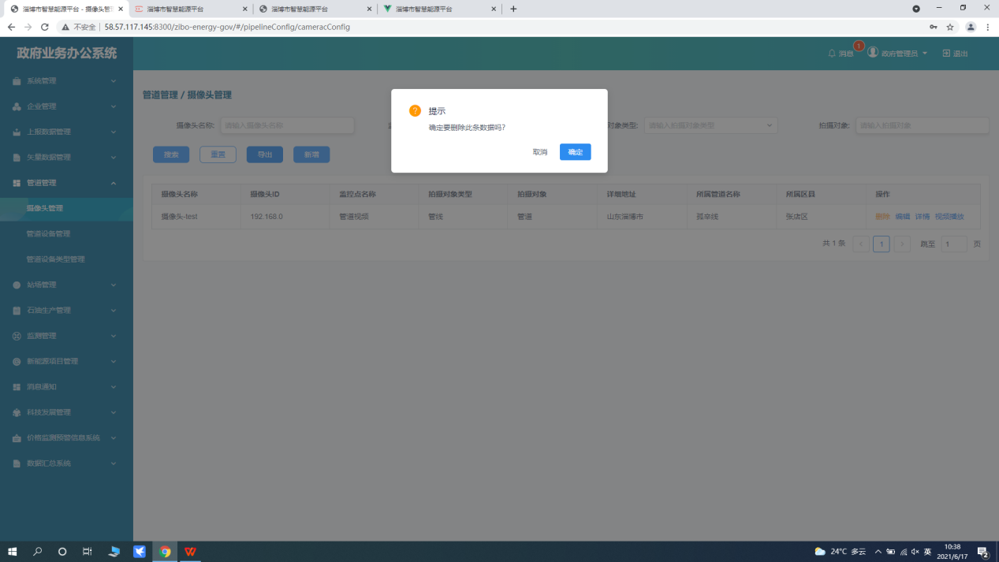 淄博市智慧能源平台 - 摄像头管
淄博市智慧能源平台
淄博市智慧能源平台
淄博市智慧能源平台
不安全 58.57.117.145:8300/zibo-energy-gov/#/pipelineConfig/cameracConfig
政府业务办公系统
消息 1 政府管理员 退出
系统管理
企业管理
上报数据管理
矢量数据管理
管道管理
摄像头管理
管道设备管理
管道设备类型管理
站场管理
石油生产管理
监测管理
新能源项目管理
消息通知
科技发展管理
价格监测预警信息系统
数据汇总系统
管道管理 / 摄像头管理
摄像头名称: 请输入摄像头名称 对象类型: 请输入拍摄对象类型 拍摄对象: 请输入拍摄对象
搜索 重置 导出 新增
提示
确定要删除此条数据吗?
取消 确定
摄像头名称 摄像头ID 监控点名称 拍摄对象类型 拍摄对象 详细地址 所属管道名称 所属区县 操作
摄像头-test 192.168.0 管道视频 管线 管道 山东淄博市 孤辛线 张店区 删除 编辑 详情 视频播放
共 1 条 1 跳至 1 页
24°C 多云 英 10:38
2021/6/17 2